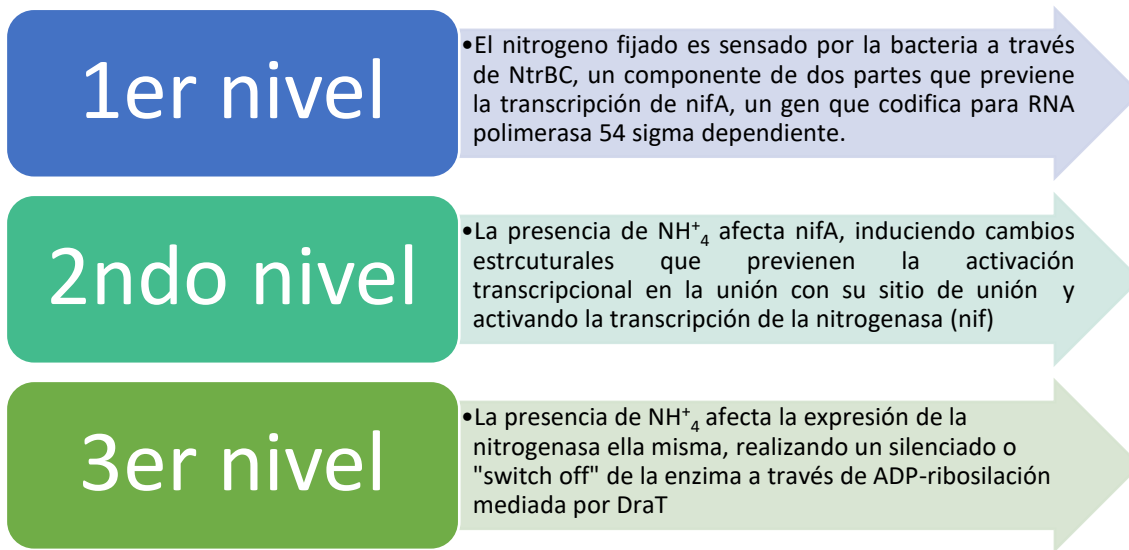 1er nivel
•El nitrogeno fijado es sensado por la bacteria a través
de NtrBC, un componente de dos partes que previene
la transcripción de nifA, un gen que codifica para RNA
polimerasa 54 sigma dependiente.
2ndo nivel
•La presencia de NH⁺₄ afecta nifA, induciendo cambios
estrcuturales que previenen la activación
transcripcional en la unión con su sitio de unión y
activando la transcripción de la nitrogenasa (nif)
3er nivel
•La presencia de NH⁺₄ afecta la expresión de la
nitrogenasa ella misma, realizando un silenciado o
"switch off" de la enzima a través de ADP-ribosilación
mediada por DraT